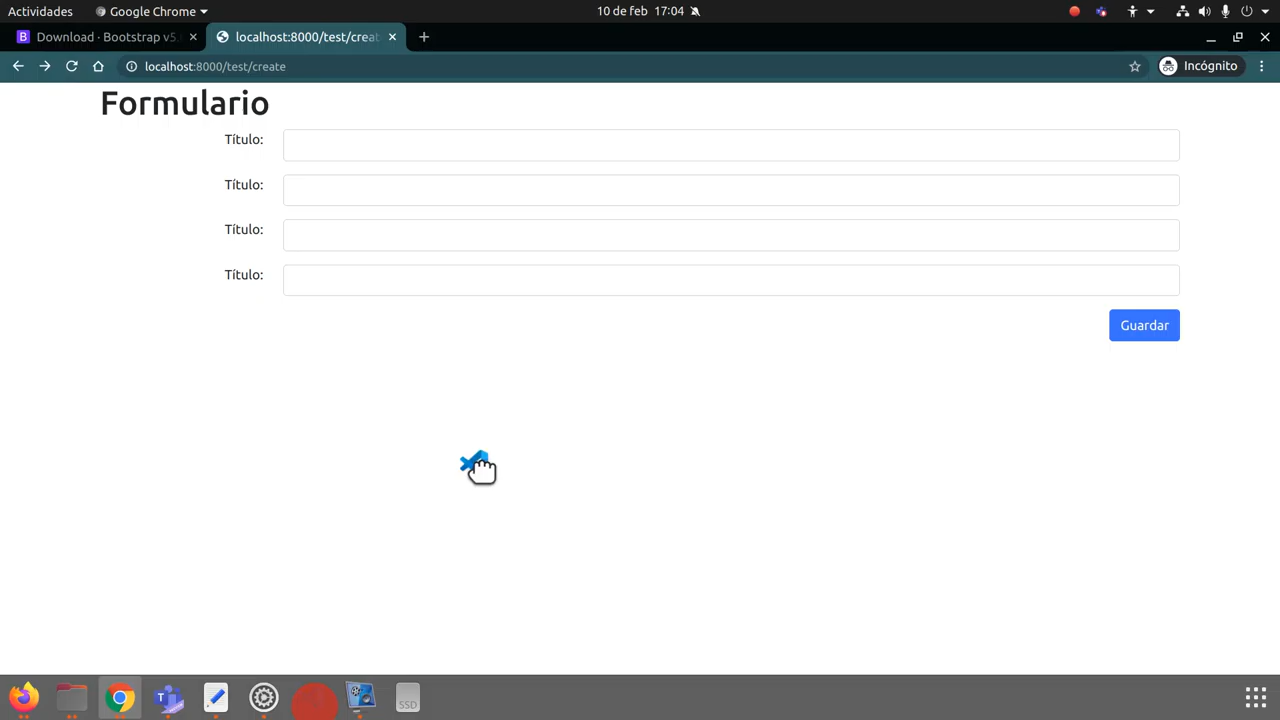 Actividades Google Chrome 10 de feb 17:04
B Download · Bootstrap v5. localhost:8000/test/creat
localhost:8000/test/create Incógnito
Formulario
Título:
Título:
Título:
Título:
Guardar
SSD